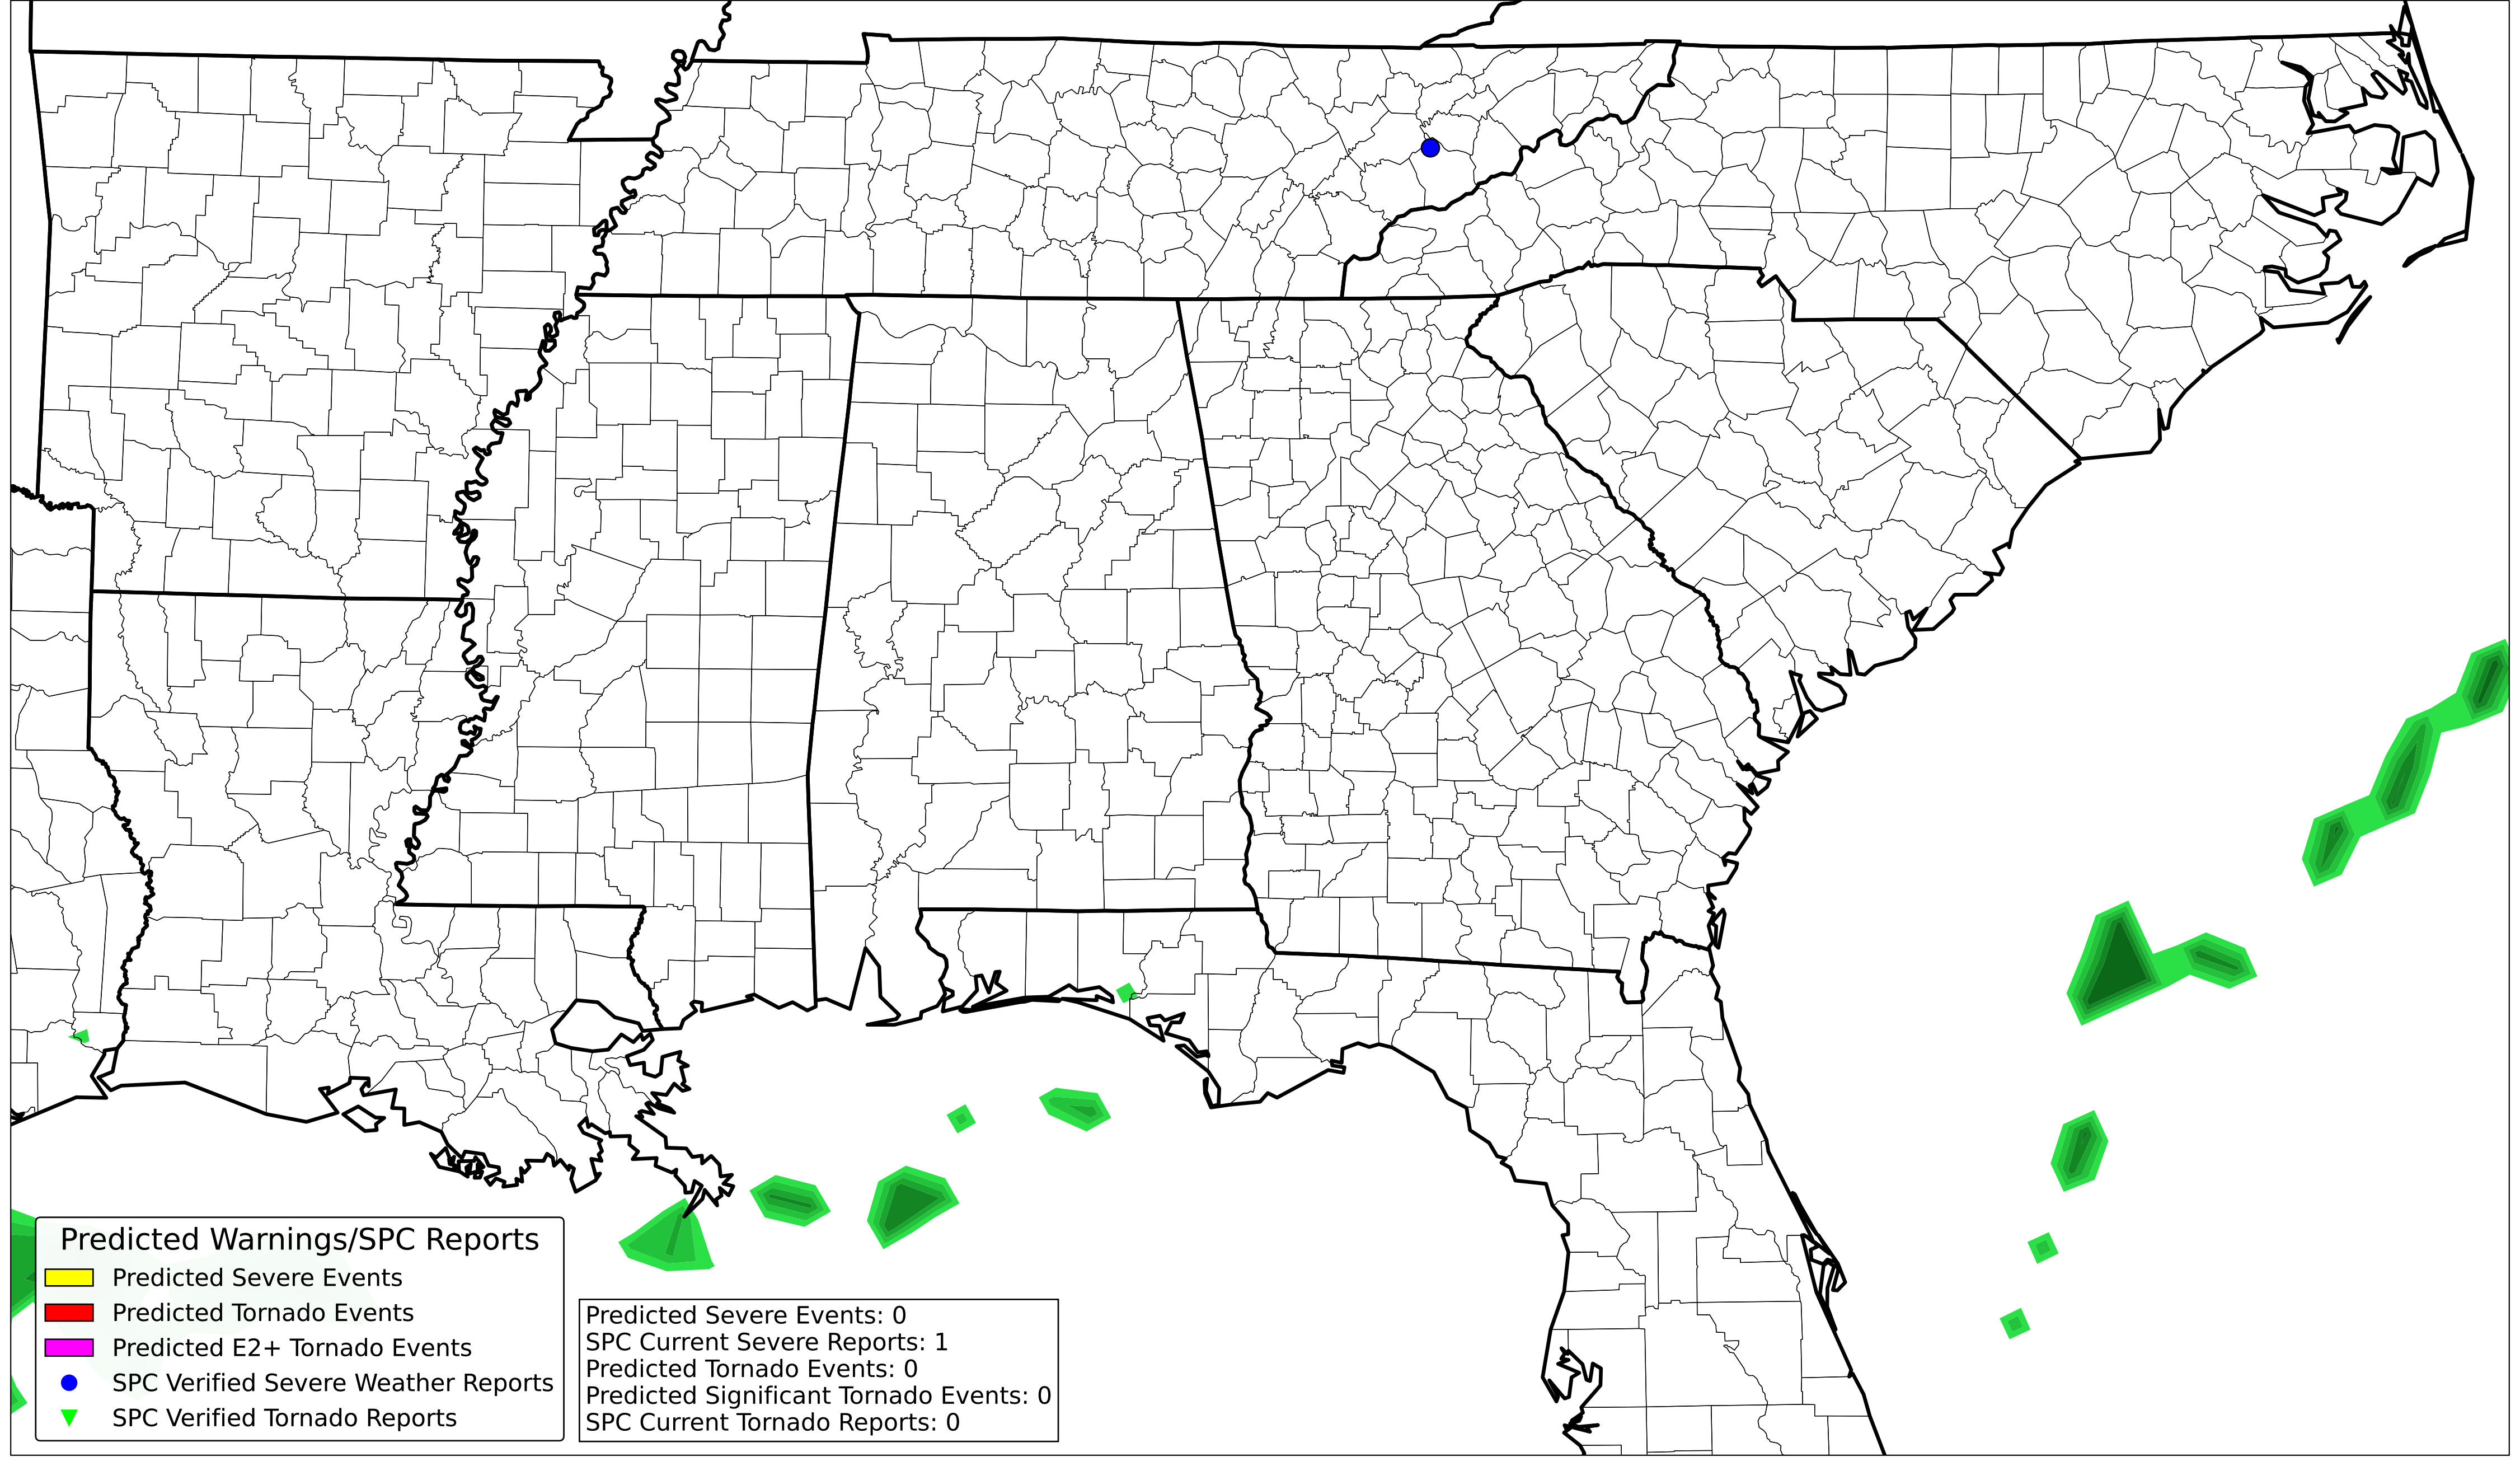 Predicted Warnings/SPC Reports
Predicted Severe Events
Predicted Tornado Events
Predicted E2+ Tornado Events
SPC Verified Severe Weather Reports
SPC Verified Tornado Reports
Predicted Severe Events: 0
SPC Current Severe Reports: 1
Predicted Tornado Events: 0
Predicted Significant Tornado Events: 0
SPC Current Tornado Reports: 0